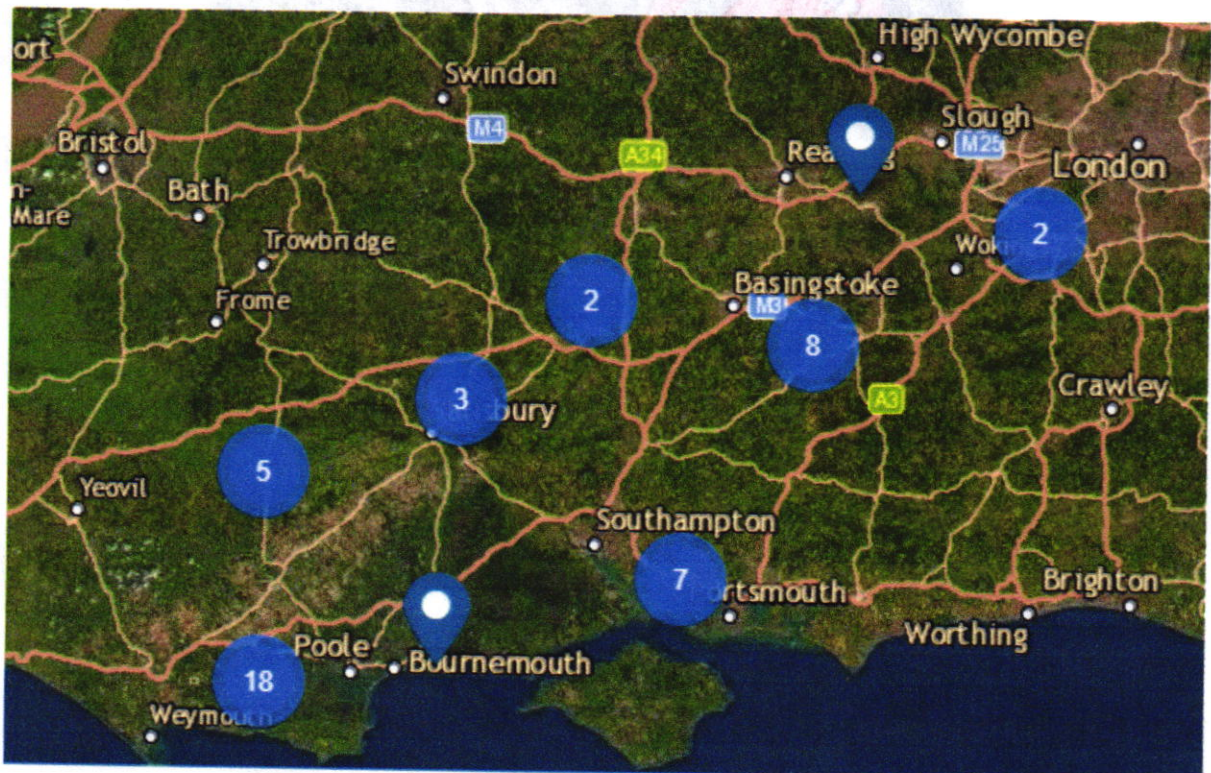 ort
High Wycombe
Swindon
M4
Slough
A34
M25
Bristol
London
Bath
n-
Mare
2
Trowbridge
Basingstoke
Frome
2
M3
8
Crawley
3
A3
5
Yeovil
Southampton
7
Brighton
Worthing
Poole
Bournemouth
18